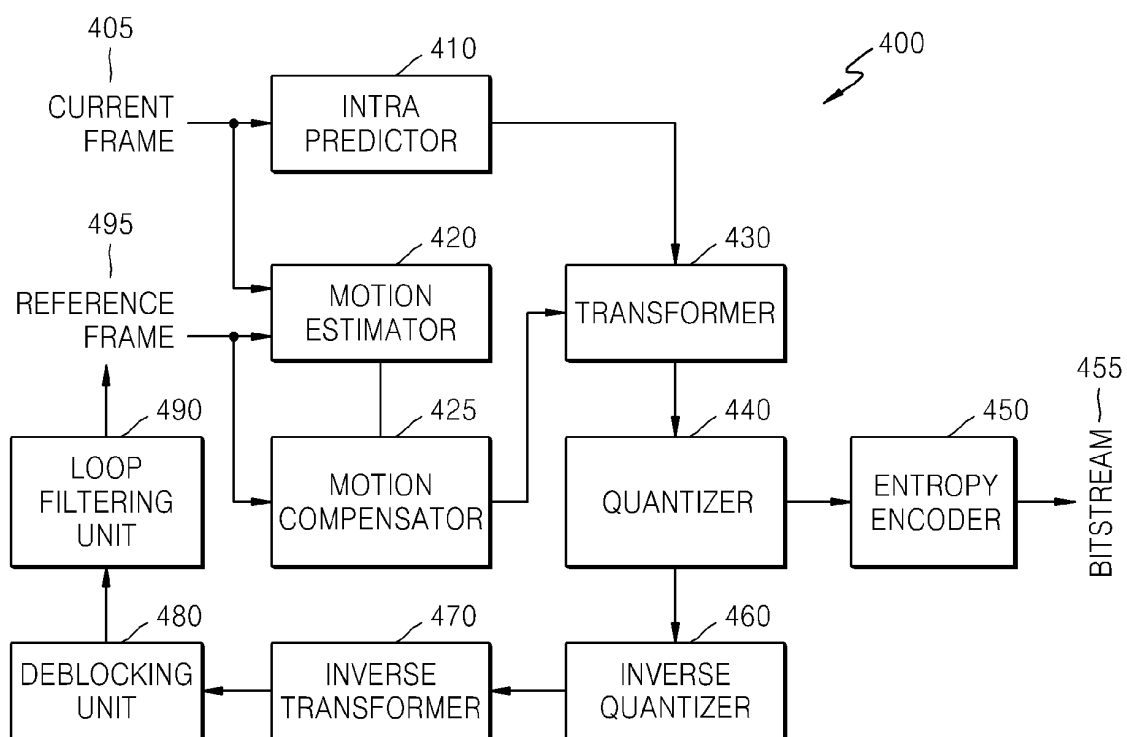 405
410
400
CURRENT
FRAME
INTRA
PREDICTOR
495
420
430
REFERENCE
FRAME
MOTION
ESTIMATOR
TRANSFORMER
490
425
440
450
455
LOOP
FILTERING
UNIT
MOTION
COMPENSATOR
QUANTIZER
ENTROPY
ENCODER
BITSTREAM
480
470
460
DEBLOCKING
UNIT
INVERSE
TRANSFORMER
INVERSE
QUANTIZER